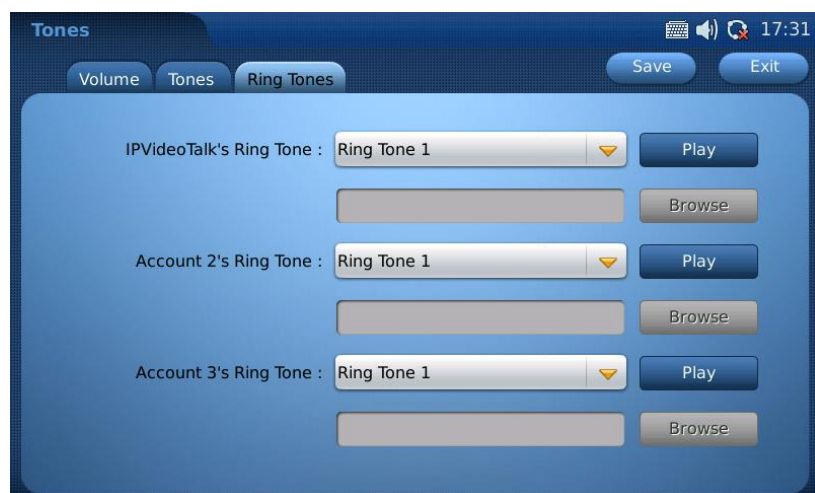 Tones 17:31
Save Exit
Volume Tones Ring Tones
IPVideoTalk's Ring Tone : Ring Tone 1 Play
Browse
Account 2's Ring Tone : Ring Tone 1 Play
Browse
Account 3's Ring Tone : Ring Tone 1 Play
Browse